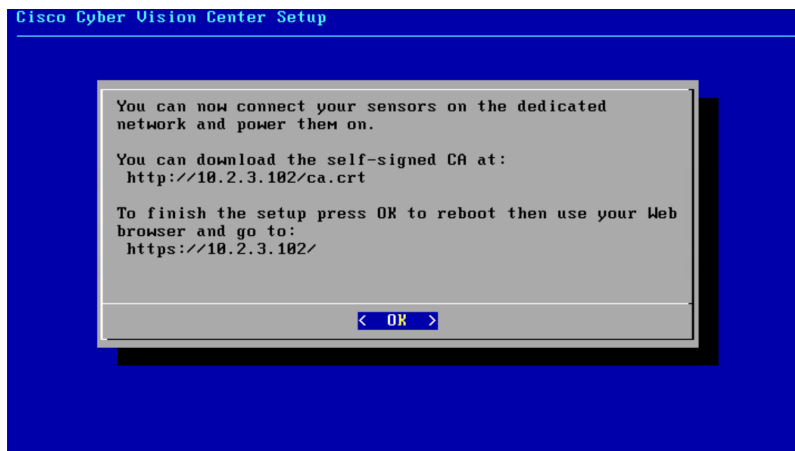 Cisco Cyber Vision Center Setup
You can now connect your sensors on the dedicated
network and power them on.
You can download the self-signed CA at:
http://10.2.3.102/ca.crt
To finish the setup press OK to reboot then use your Web
browser and go to:
https://10.2.3.102/
< OK >